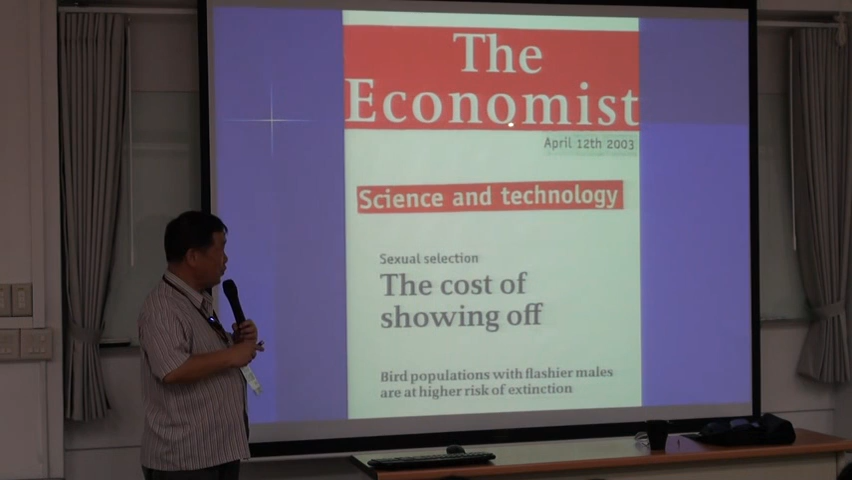 The
Economist
April 12th 2003
Science and technology
Sexual selection
The cost of
showing off
Bird populations with flashier males
are at higher risk of extinction